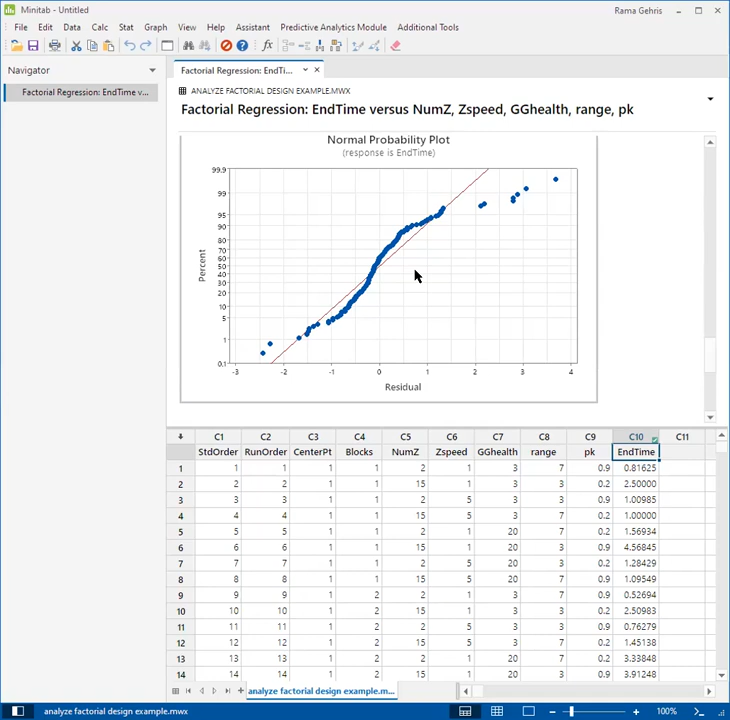 Minitab - Untitled
Rama Gehris
File Edit Data Calc Stat Graph View Help Assistant Predictive Analytics Module Additional Tools
Navigator
Factorial Regression: EndTi...
Factorial Regression: EndTime v...
ANALYZE FACTORIAL DESIGN EXAMPLE.MWX
Factorial Regression: EndTime versus NumZ, Zspeed, GGhealth, range, pk
Normal Probability Plot
(response is EndTime)
99.9
99
95
90
80
70
60
50
40
30
20
10
5
1
0.1
Percent
-3 -2 -1 0 1 2 3 4
Residual
C1 C2 C3 C4 C5 C6 C7 C8 C9 C10 C11
StdOrder RunOrder CenterPt Blocks NumZ Zspeed GGhealth range pk EndTime
1 1 1 1 1 2 1 3 7 0.9 0.81625
2 2 2 1 1 15 1 3 3 0.2 2.50000
3 3 3 1 1 2 5 3 3 0.9 1.00985
4 4 4 1 1 15 5 3 7 0.2 1.00000
5 5 5 1 1 2 1 20 7 0.2 1.56934
6 6 6 1 1 15 1 20 3 0.9 4.56845
7 7 7 1 1 2 5 20 3 0.2 1.28429
8 8 8 1 1 15 5 20 7 0.9 1.09549
9 9 9 1 2 2 1 3 7 0.9 0.52694
10 10 10 1 2 15 1 3 3 0.2 2.50983
11 11 11 1 2 2 5 3 3 0.9 0.76279
12 12 12 1 2 15 5 3 7 0.2 1.45138
13 13 13 1 2 2 1 20 7 0.2 3.33848
14 14 14 1 2 15 1 20 3 0.9 3.91248
analyze factorial design example.m...
analyze factorial design example.mwx
100%